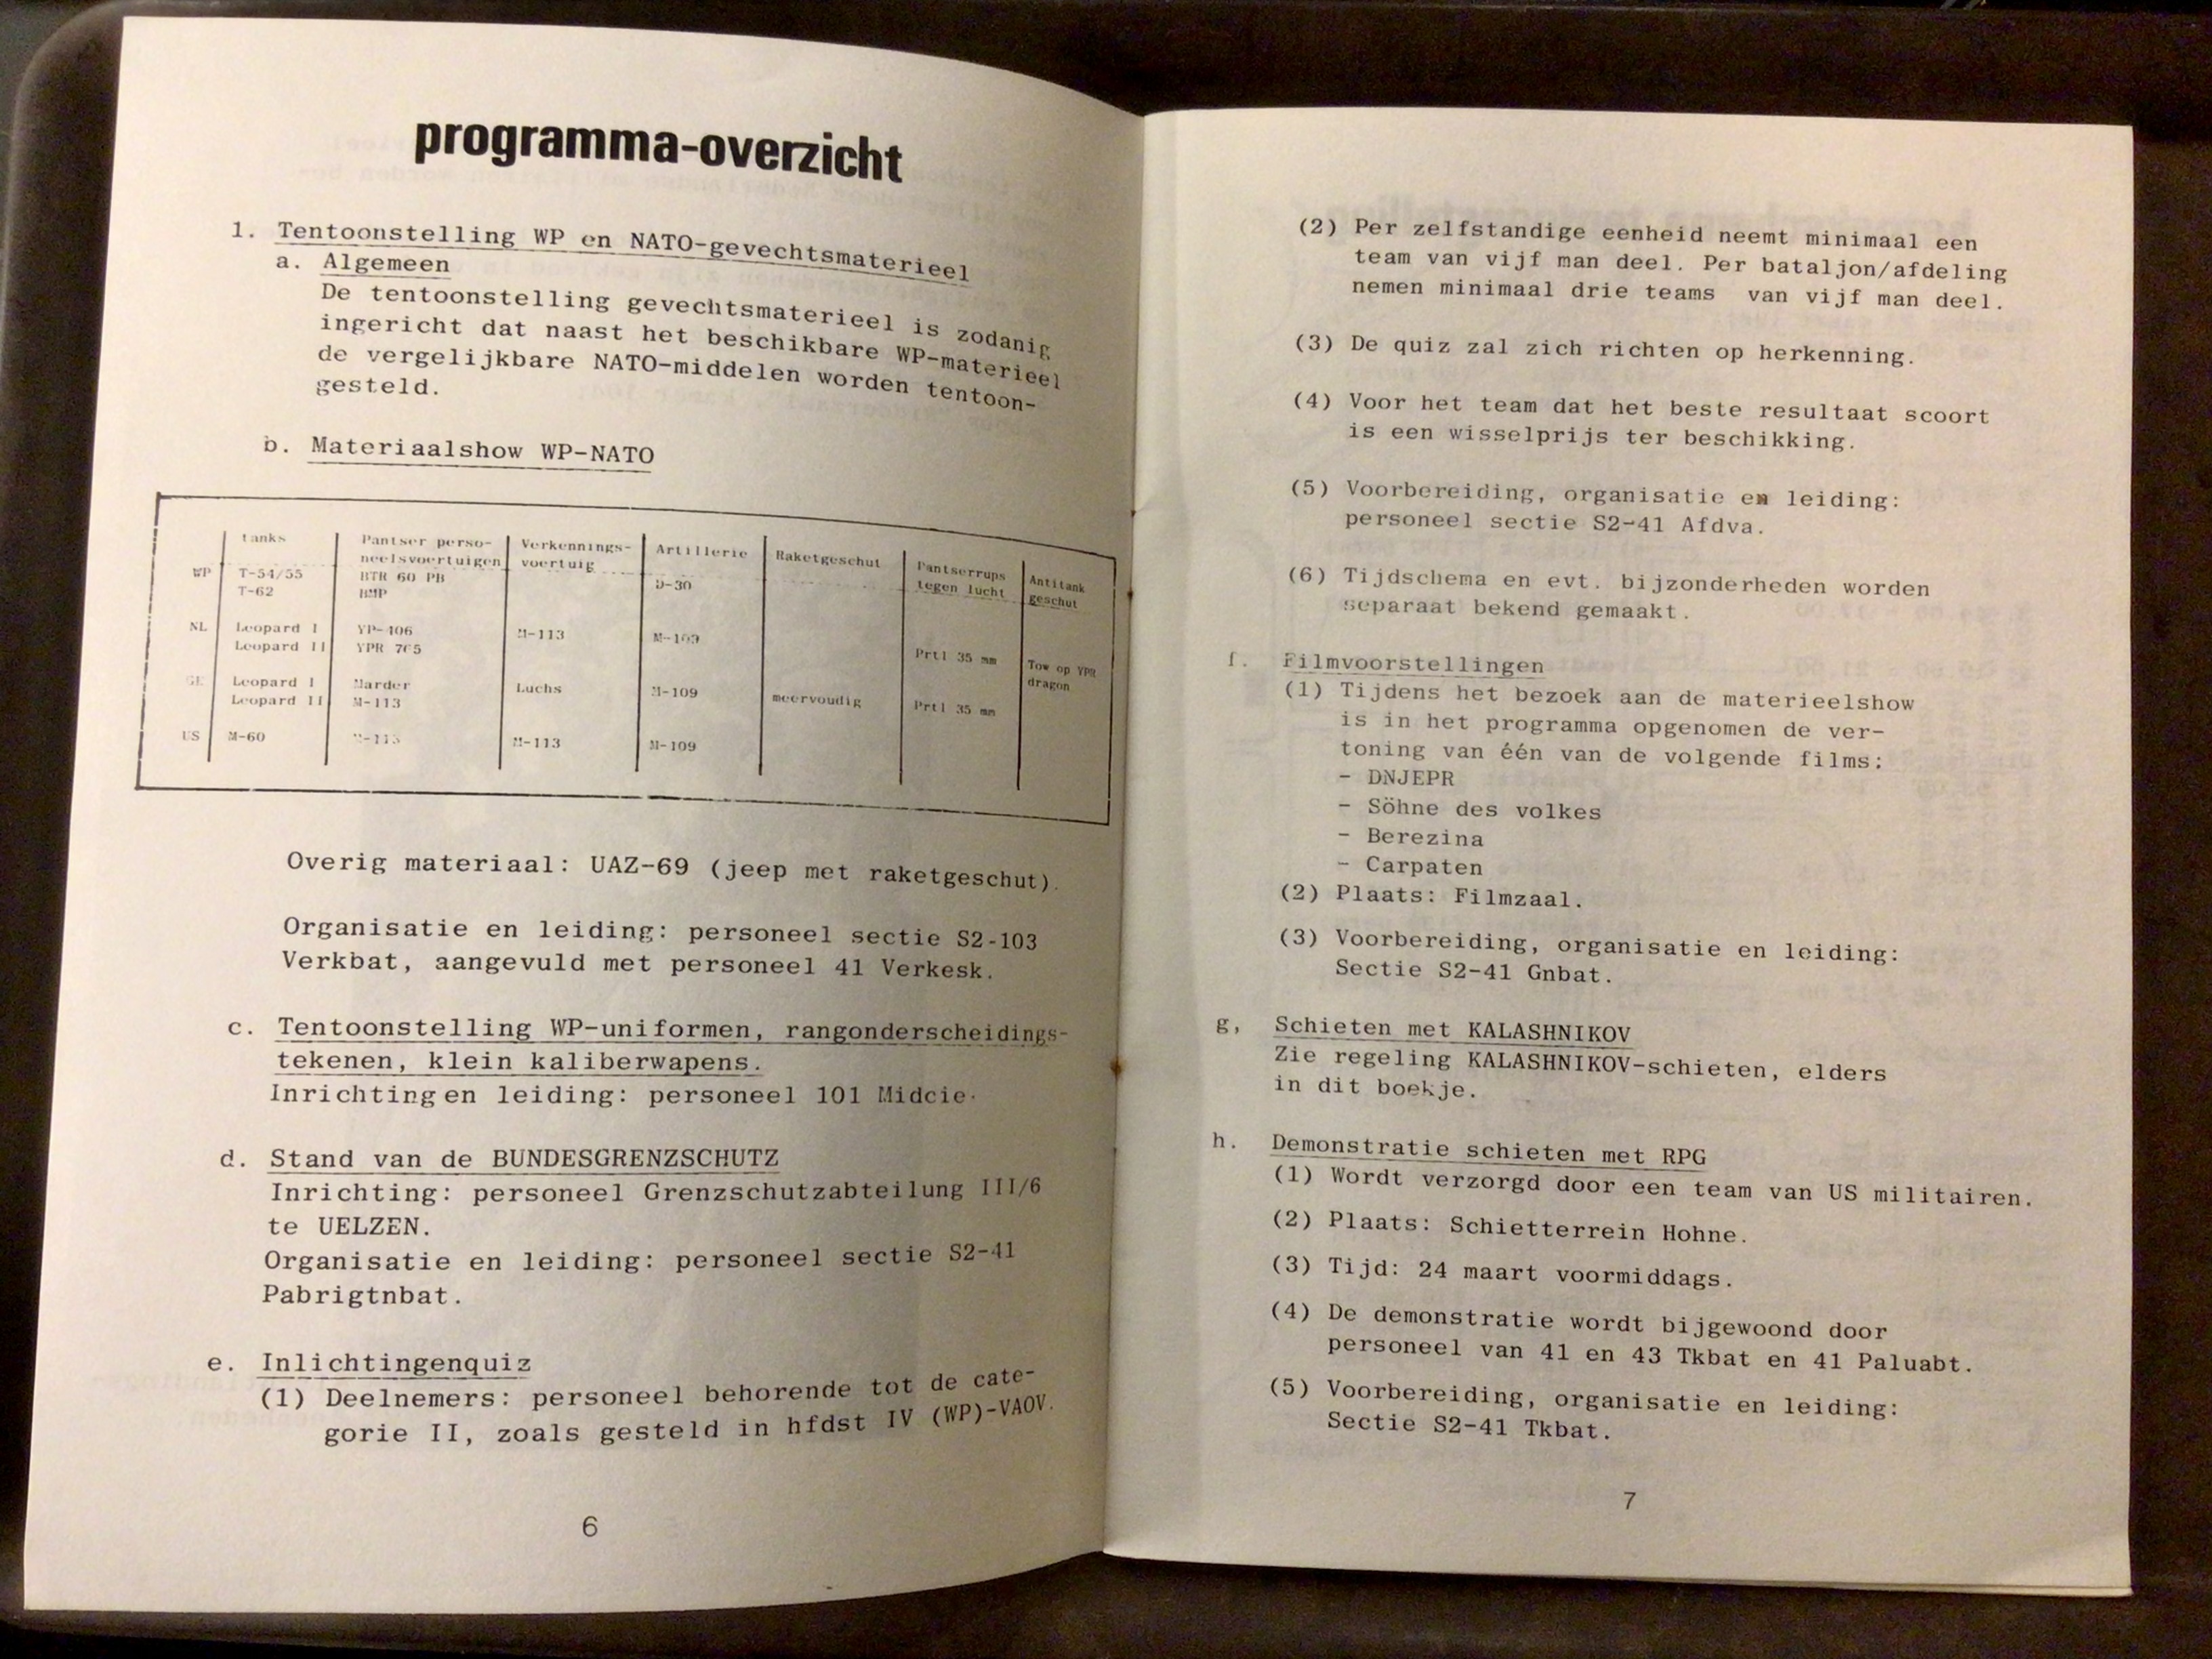 programma-overzicht
1. Tentoonstelling WP en NATO-gevechtsmaterieel
a. Algemeen
De tentoonstelling gevechtsmaterieel is zodanig
ingericht dat naast het beschikbare WP-materieel
de vergelijkbare NATO-middelen worden tentoon-
gesteld.
b. Materiaalshow WP-NATO
tanks Pantser perso- Verkennings- Artillerie Raketgeschut Pantserrups Antitank
neelsvoertuigen voertuig tegen lucht geschut
WP T-54/55 BTR 60 PB D-30
T-62 BMP
NL Leopard I YP-406 M-113 M-109 Prtl 35 mm Tow op YPR
Leopard II YPR 765 dragon
GE Leopard I Marder Luchs M-109 meervoudig Prtl 35 mm
Leopard II M-113
US M-60 M-113 M-113 M-109
Overig materiaal: UAZ-69 (jeep met raketgeschut).
Organisatie en leiding: personeel sectie S2-103
Verkbat, aangevuld met personeel 41 Verkesk.
c. Tentoonstelling WP-uniformen, rangonderscheidings-
tekenen, klein kaliberwapens.
Inrichting en leiding: personeel 101 Midcie.
d. Stand van de BUNDESGRENZSCHUTZ
Inrichting: personeel Grenzschutzabteilung III/6
te UELZEN.
Organisatie en leiding: personeel sectie S2-41
Pabrigtnbat.
e. Inlichtingenquiz
(1) Deelnemers: personeel behorende tot de cate-
gorie II, zoals gesteld in hfdst IV (WP)-VAOV.
6
(2) Per zelfstandige eenheid neemt minimaal een
team van vijf man deel. Per bataljon/afdeling
nemen minimaal drie teams van vijf man deel.
(3) De quiz zal zich richten op herkenning.
(4) Voor het team dat het beste resultaat scoort
is een wisselprijs ter beschikking.
(5) Voorbereiding, organisatie en leiding:
personeel sectie S2-41 Afdva.
(6) Tijdschema en evt. bijzonderheden worden
separaat bekend gemaakt.
f. Filmvoorstellingen
(1) Tijdens het bezoek aan de materieelshow
is in het programma opgenomen de ver-
toning van één van de volgende films:
- DNJEPR
- Söhne des volkes
- Berezina
- Carpaten
(2) Plaats: Filmzaal.
(3) Voorbereiding, organisatie en leiding:
Sectie S2-41 Gnbat.
g, Schieten met KALASHNIKOV
Zie regeling KALASHNIKOV-schieten, elders
in dit boekje.
h. Demonstratie schieten met RPG
(1) Wordt verzorgd door een team van US militairen.
(2) Plaats: Schietterrein Hohne.
(3) Tijd: 24 maart voormiddags.
(4) De demonstratie wordt bijgewoond door
personeel van 41 en 43 Tkbat en 41 Paluabt.
(5) Voorbereiding, organisatie en leiding:
Sectie S2-41 Tkbat.
7